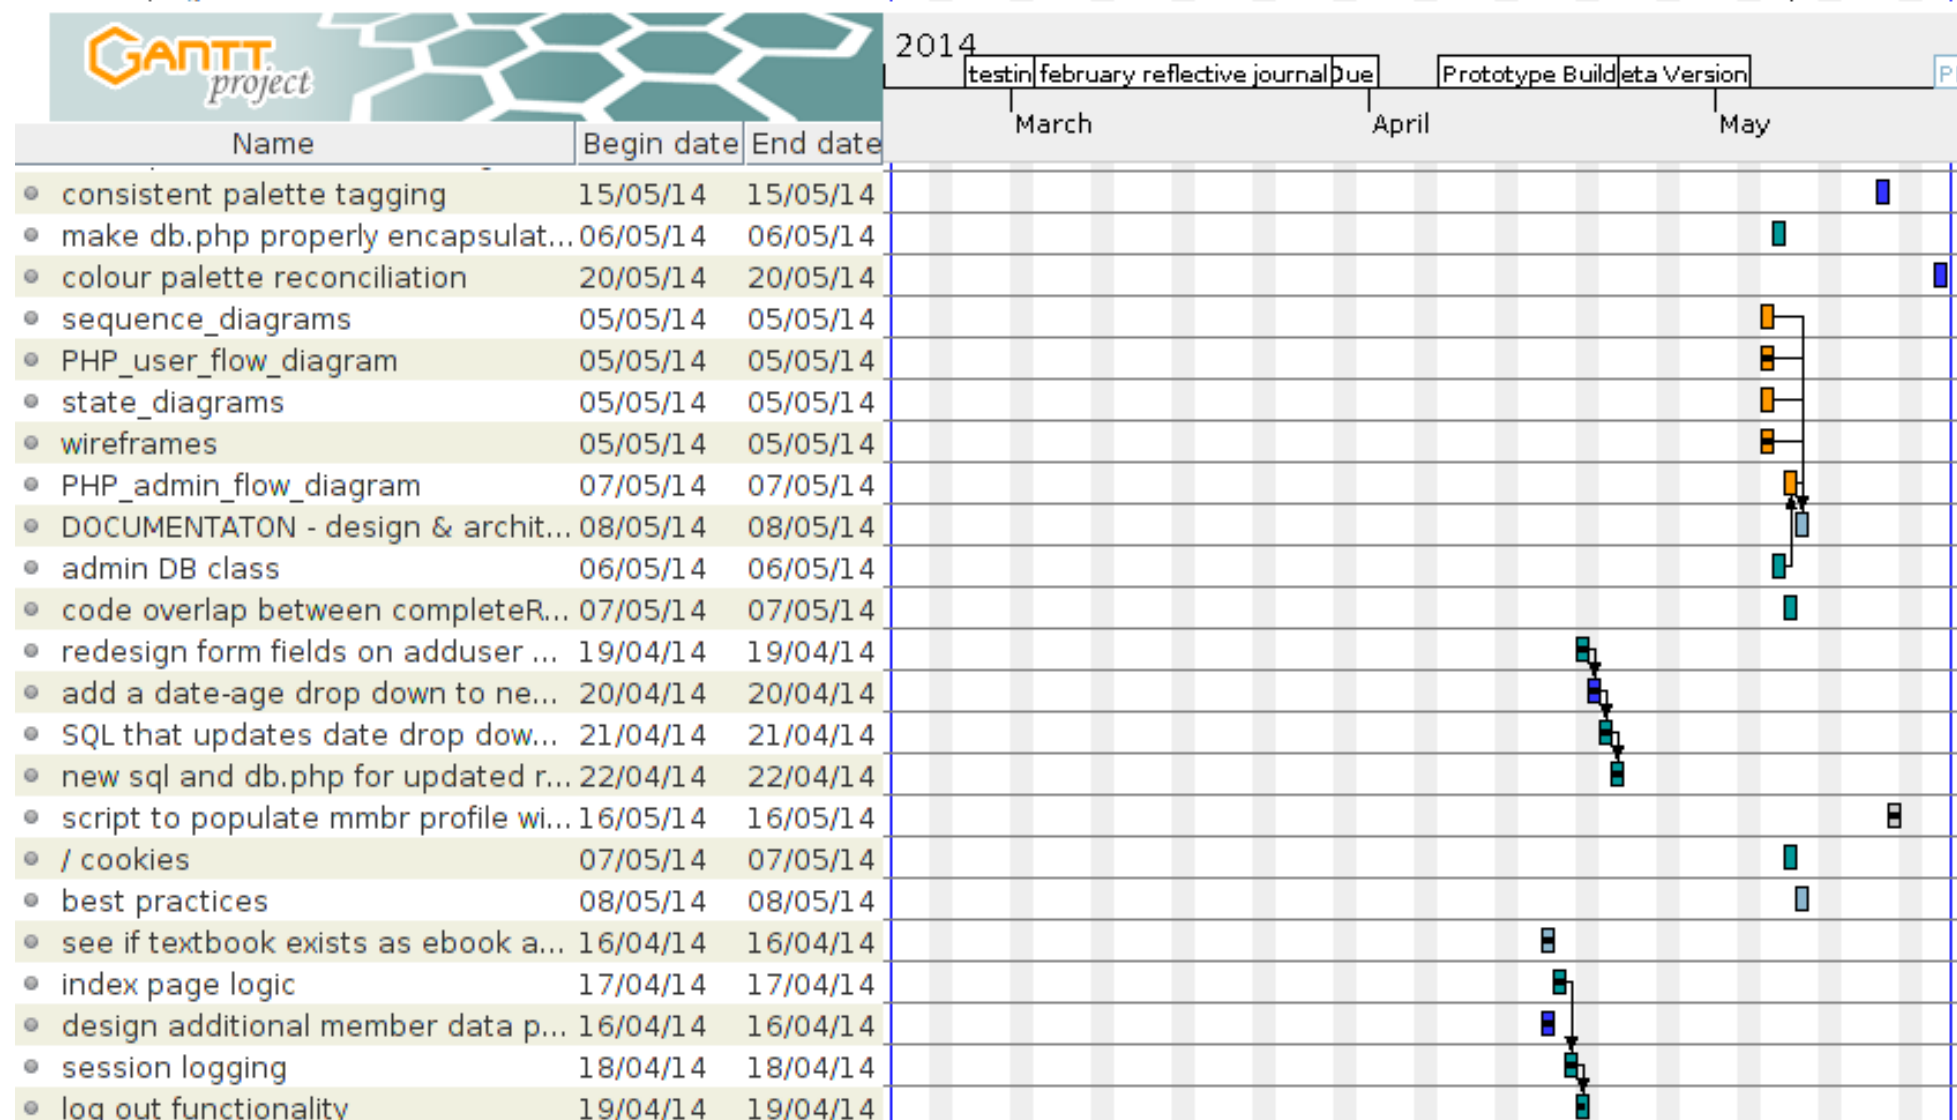 GANTT
project
2014
testin february reflective journal Due Prototype Build eta Version P
March April May
Name Begin date End date
consistent palette tagging 15/05/14 15/05/14
make db.php properly encapsulat... 06/05/14 06/05/14
colour palette reconciliation 20/05/14 20/05/14
sequence_diagrams 05/05/14 05/05/14
PHP_user_flow_diagram 05/05/14 05/05/14
state_diagrams 05/05/14 05/05/14
wireframes 05/05/14 05/05/14
PHP_admin_flow_diagram 07/05/14 07/05/14
DOCUMENTATON - design & archit... 08/05/14 08/05/14
admin DB class 06/05/14 06/05/14
code overlap between completeR... 07/05/14 07/05/14
redesign form fields on adduser ... 19/04/14 19/04/14
add a date-age drop down to ne... 20/04/14 20/04/14
SQL that updates date drop dow... 21/04/14 21/04/14
new sql and db.php for updated r... 22/04/14 22/04/14
script to populate mmbr profile wi... 16/05/14 16/05/14
/ cookies 07/05/14 07/05/14
best practices 08/05/14 08/05/14
see if textbook exists as ebook a... 16/04/14 16/04/14
index page logic 17/04/14 17/04/14
design additional member data p... 16/04/14 16/04/14
session logging 18/04/14 18/04/14
log out functionality 19/04/14 19/04/14